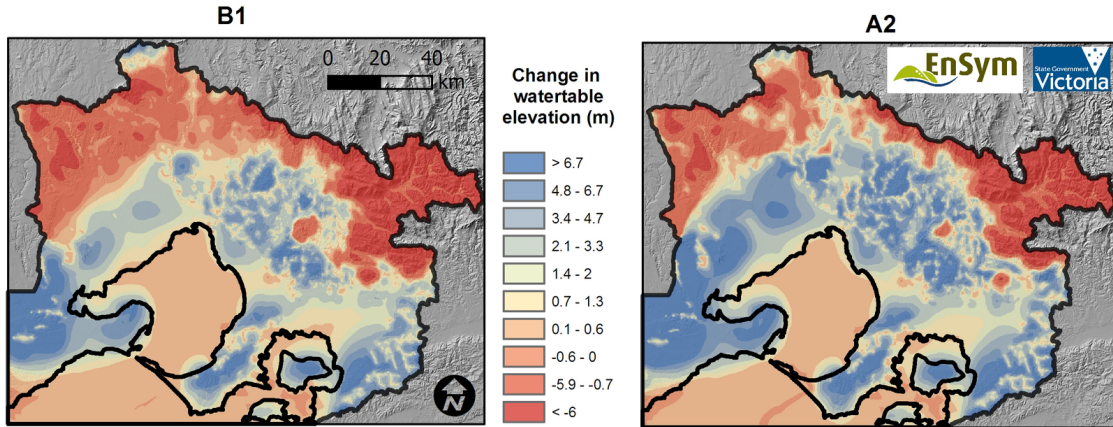 B1
A2
0 20 40
km
Change in
watertable
elevation (m)
> 6.7
4.8 - 6.7
3.4 - 4.7
2.1 - 3.3
1.4 - 2
0.7 - 1.3
0.1 - 0.6
-0.6 - 0
-5.9 - -0.7
< -6
N
EnSym
State Government
Victoria